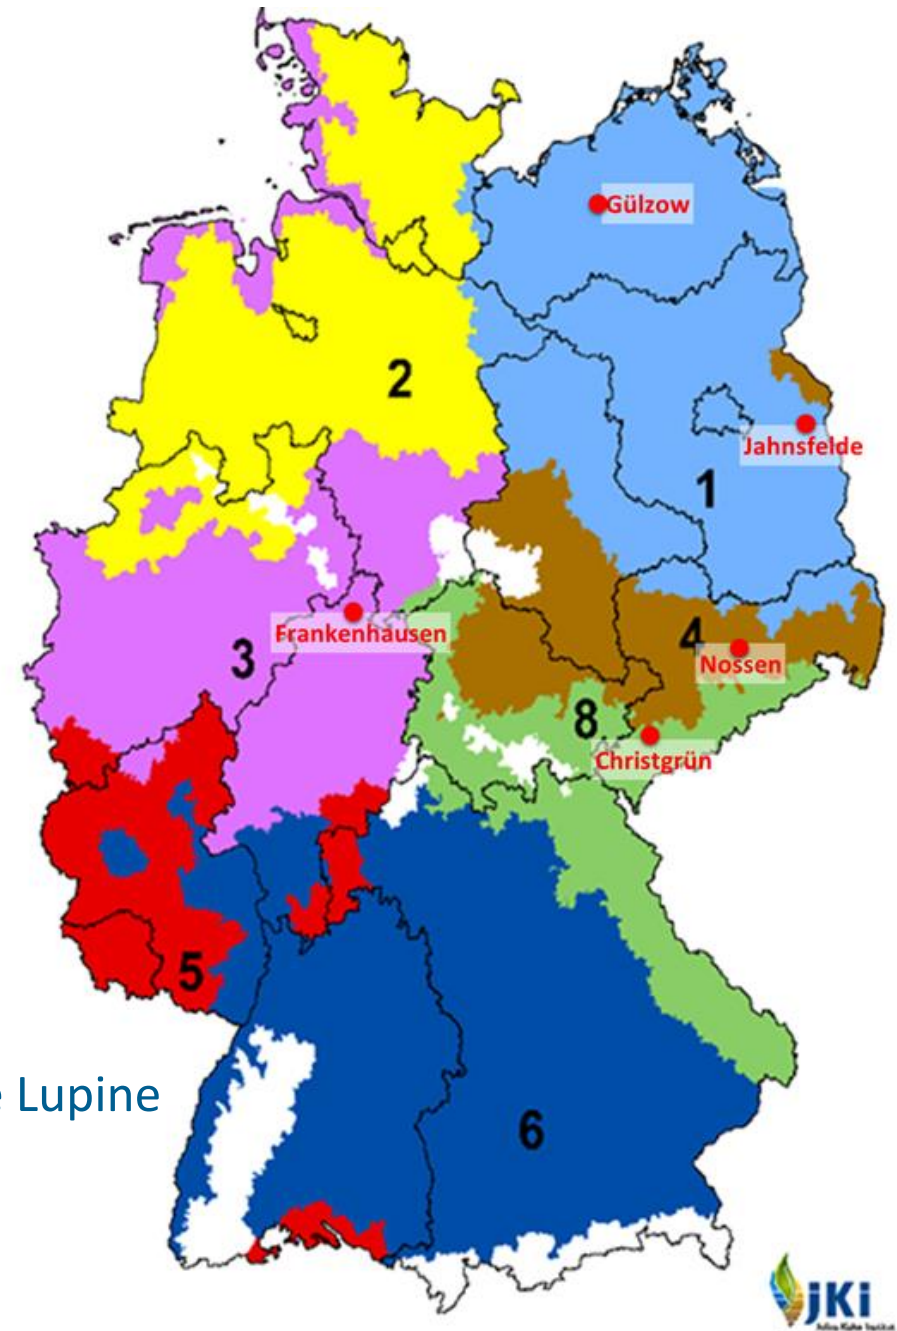 Gülzow
2
Jahnsfelde
1
Frankenhausen
3
4
Nossen
8
Christgrün
5
Lupine
6
JKi